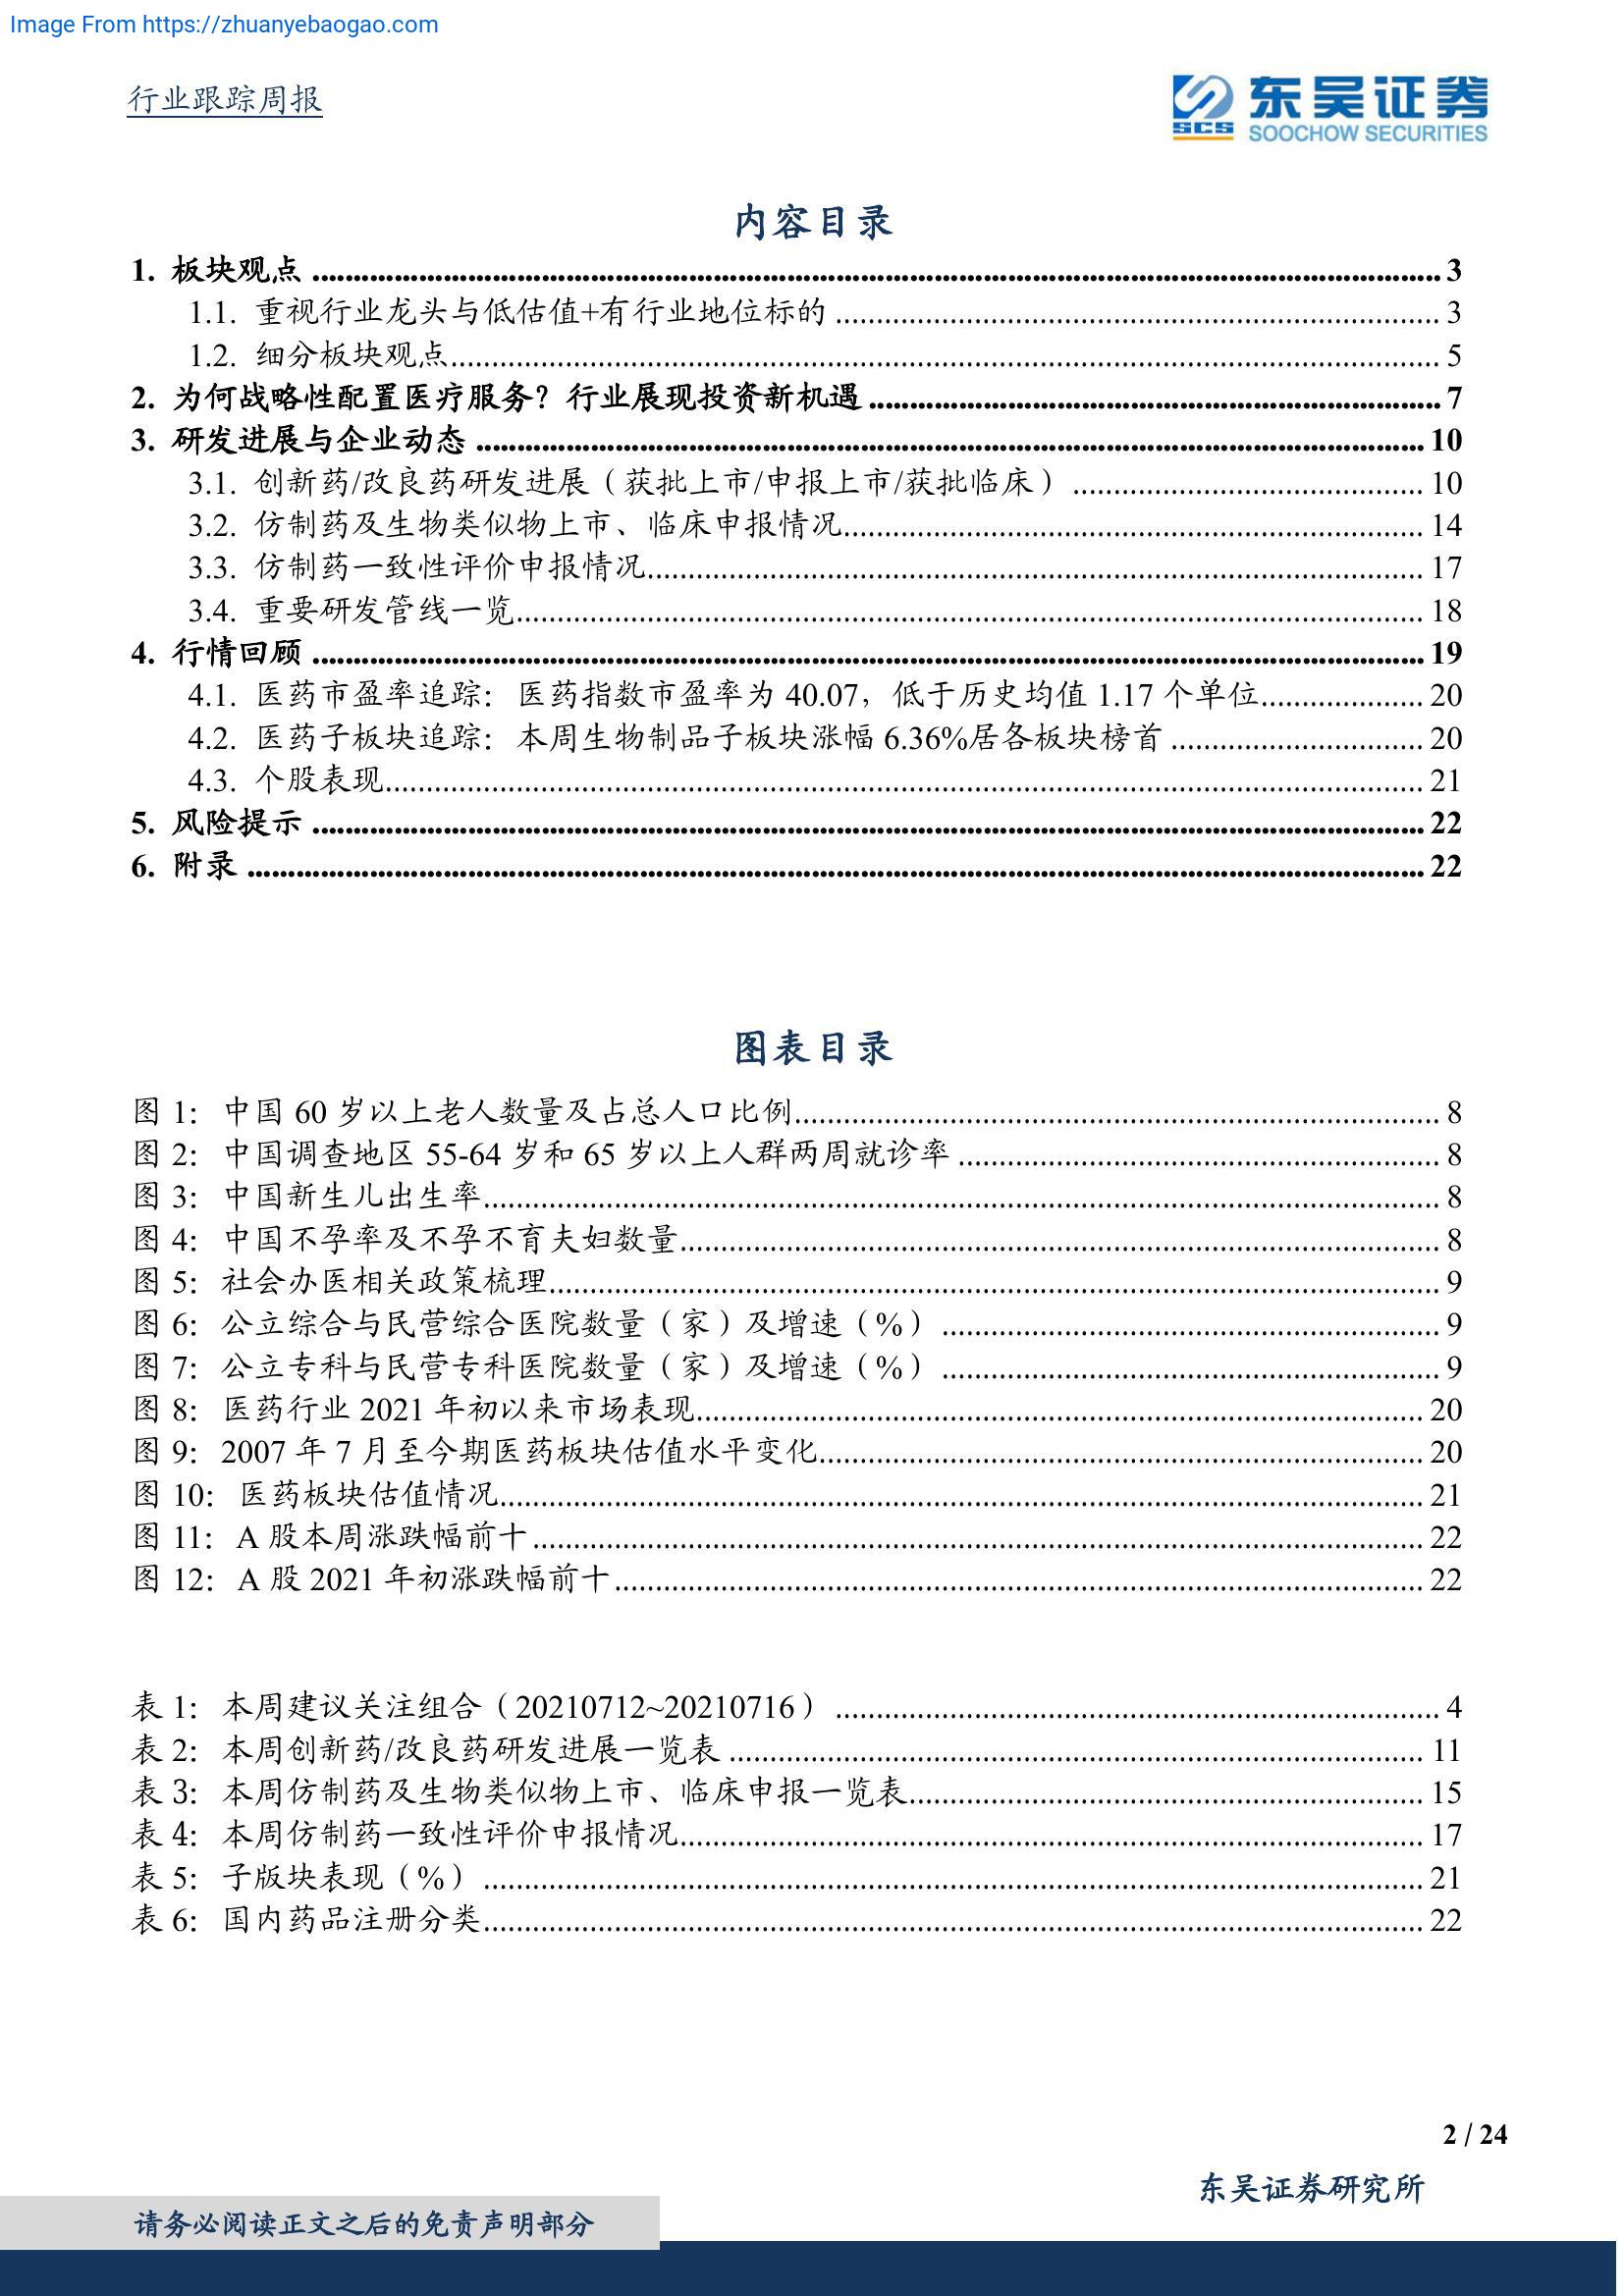 Image From https://zhuanyebaogao.com
行业跟踪周报
SCS 东吴证券
SOOCHOW SECURITIES
内容目录
1. 板块观点 ........ 3
1.1. 重视行业龙头与低估值+有行业地位标的 ........ 3
1.2. 细分板块观点........ 5
2. 为何战略性配置医疗服务？行业展现投资新机遇 ........ 7
3. 研发进展与企业动态 ........ 10
3.1. 创新药/改良药研发进展（获批上市/申报上市/获批临床） ........ 10
3.2. 仿制药及生物类似物上市、临床申报情况........ 14
3.3. 仿制药一致性评价申报情况........ 17
3.4. 重要研发管线一览........ 18
4. 行情回顾 ........ 19
4.1. 医药市盈率追踪：医药指数市盈率为 40.07，低于历史均值 1.17 个单位........ 20
4.2. 医药子板块追踪：本周生物制品子板块涨幅 6.36%居各板块榜首 ........ 20
4.3. 个股表现........ 21
5. 风险提示 ........ 22
6. 附录 ........ 22
图表目录
图 1：中国 60 岁以上老人数量及占总人口比例........ 8
图 2：中国调查地区 55-64 岁和 65 岁以上人群两周就诊率 ........ 8
图 3：中国新生儿出生率........ 8
图 4：中国不孕率及不孕不育夫妇数量........ 8
图 5：社会办医相关政策梳理........ 9
图 6：公立综合与民营综合医院数量（家）及增速（%） ........ 9
图 7：公立专科与民营专科医院数量（家）及增速（%） ........ 9
图 8：医药行业 2021 年初以来市场表现........ 20
图 9：2007 年 7 月至今期医药板块估值水平变化........ 20
图 10：医药板块估值情况........ 21
图 11：A 股本周涨跌幅前十 ........ 22
图 12：A 股 2021 年初涨跌幅前十 ........ 22
表 1：本周建议关注组合（20210712~20210716） ........ 4
表 2：本周创新药/改良药研发进展一览表 ........ 11
表 3：本周仿制药及生物类似物上市、临床申报一览表........ 15
表 4：本周仿制药一致性评价申报情况........ 17
表 5：子版块表现（%） ........ 21
表 6：国内药品注册分类........ 22
2 / 24
东吴证券研究所
请务必阅读正文之后的免责声明部分